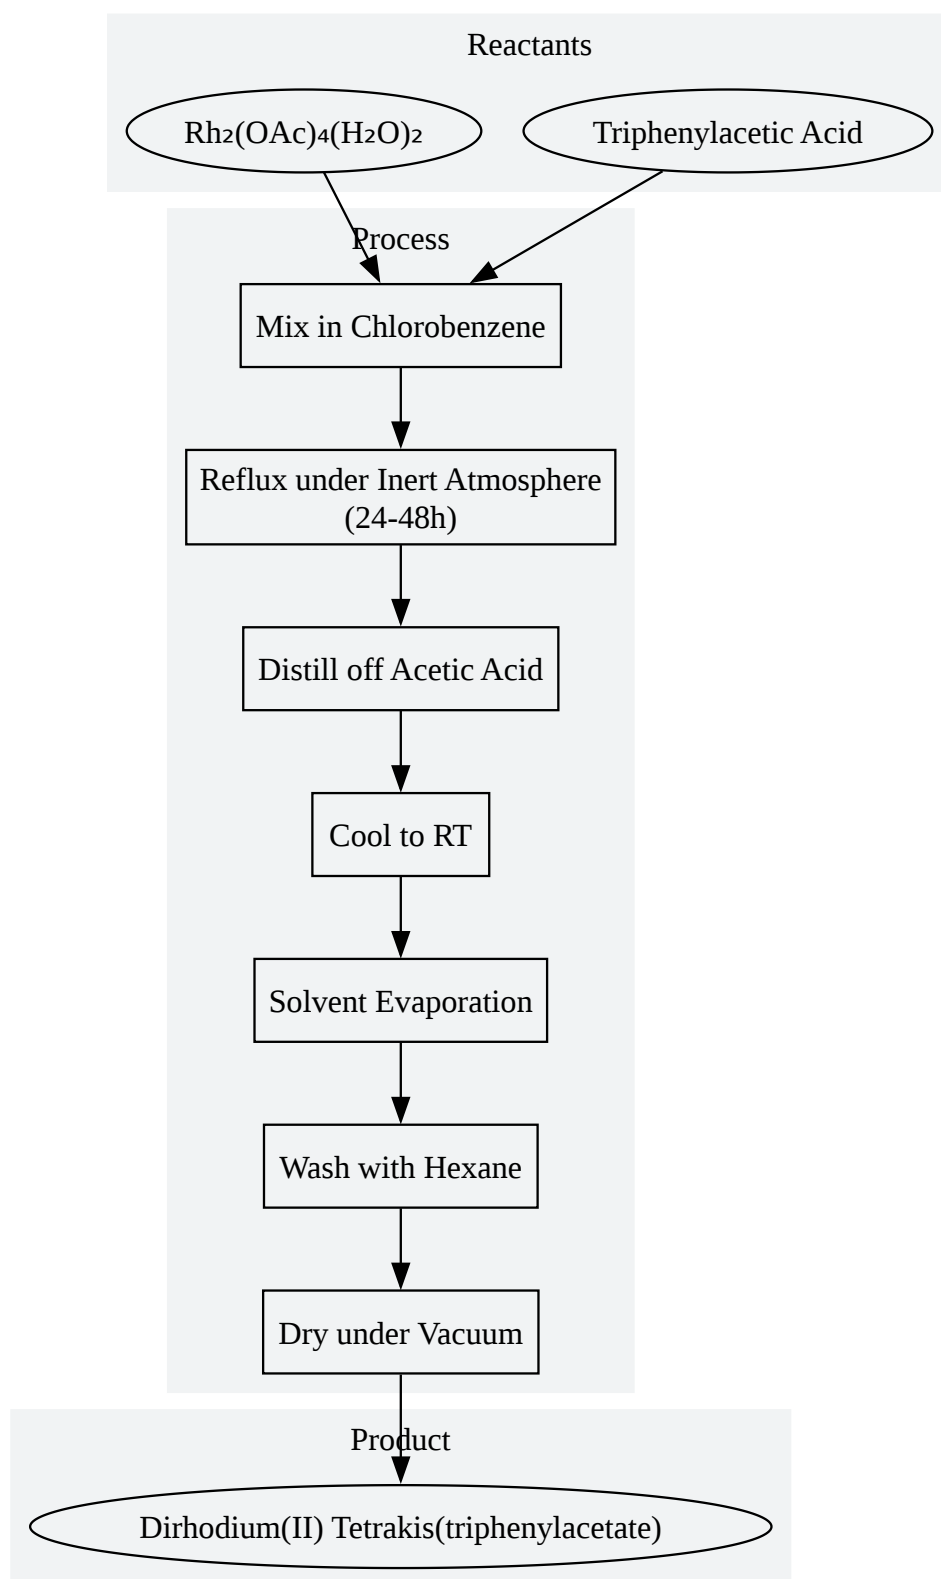 Reactants
Rh₂(OAc)₄(H₂O)₂
Triphenylacetic Acid
Process
Mix in Chlorobenzene
Reflux under Inert Atmosphere
(24-48h)
Distill off Acetic Acid
Cool to RT
Solvent Evaporation
Wash with Hexane
Dry under Vacuum
Product
Dirhodium(II) Tetrakis(triphenylacetate)